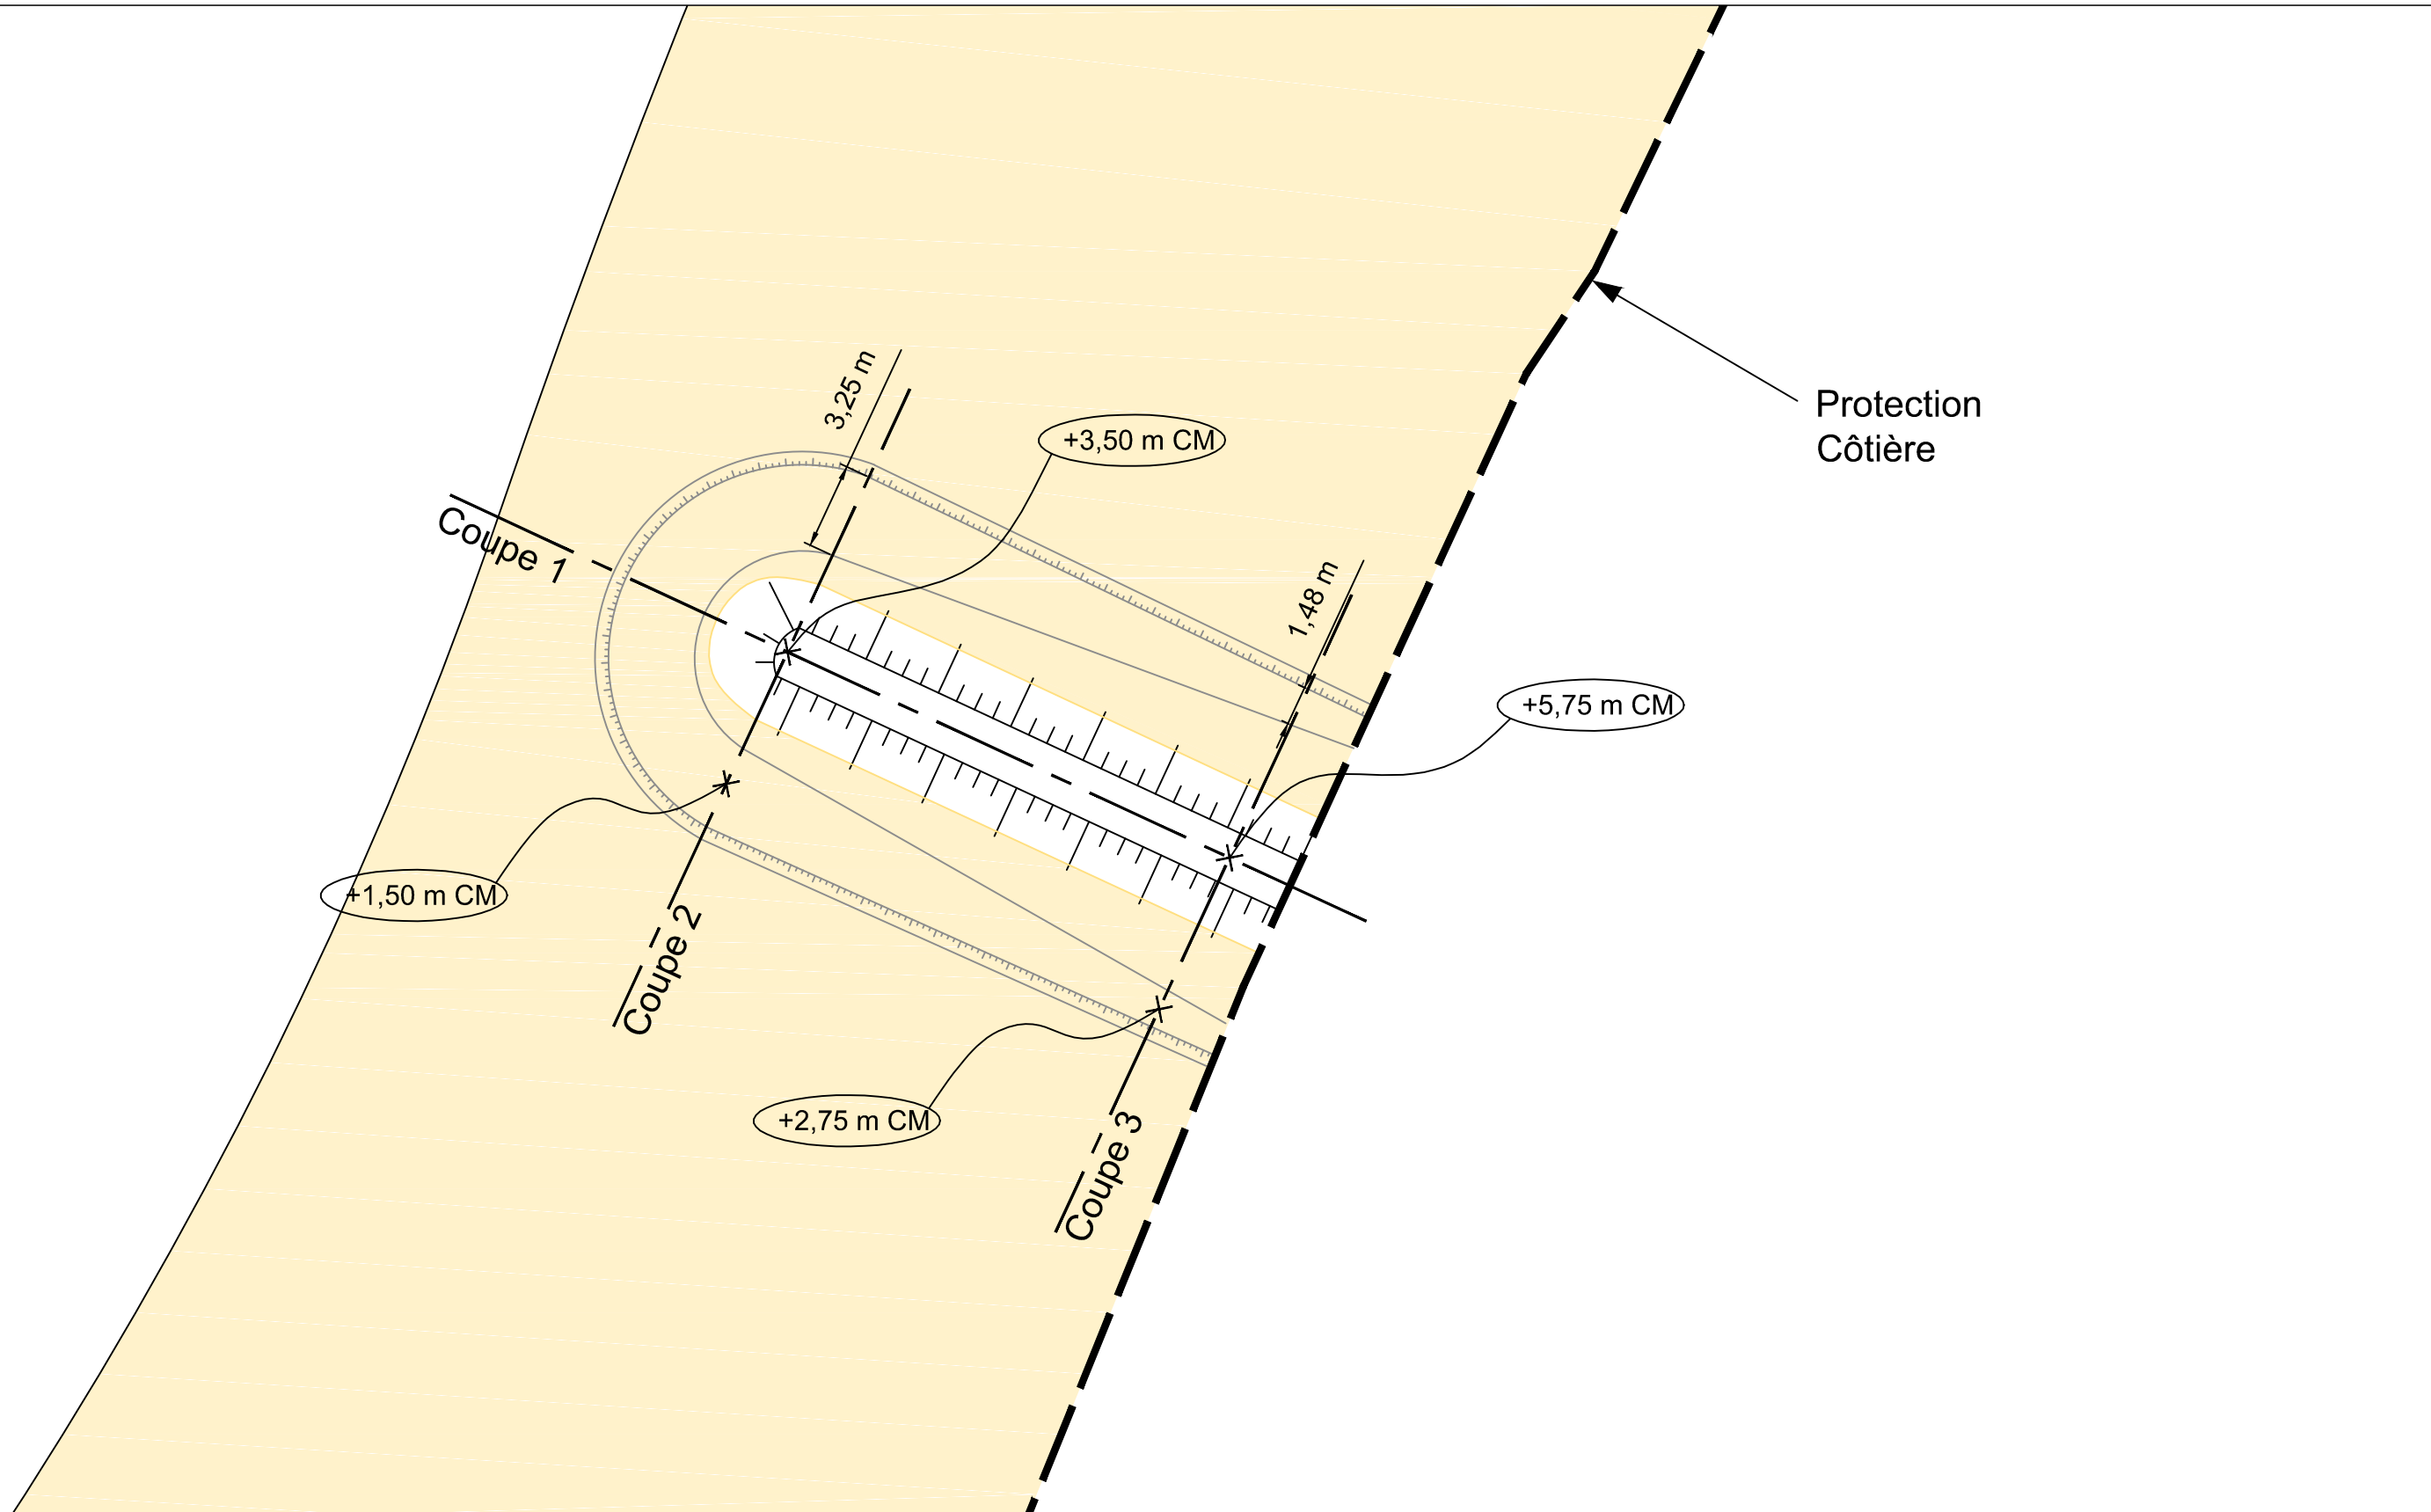 3,25 m
+3,50 m CM
Protection
Côtière
Coupe 1
1,48 m
+5,75 m CM
+1,50 m CM
Coupe 2
+2,75 m CM
Coupe 3